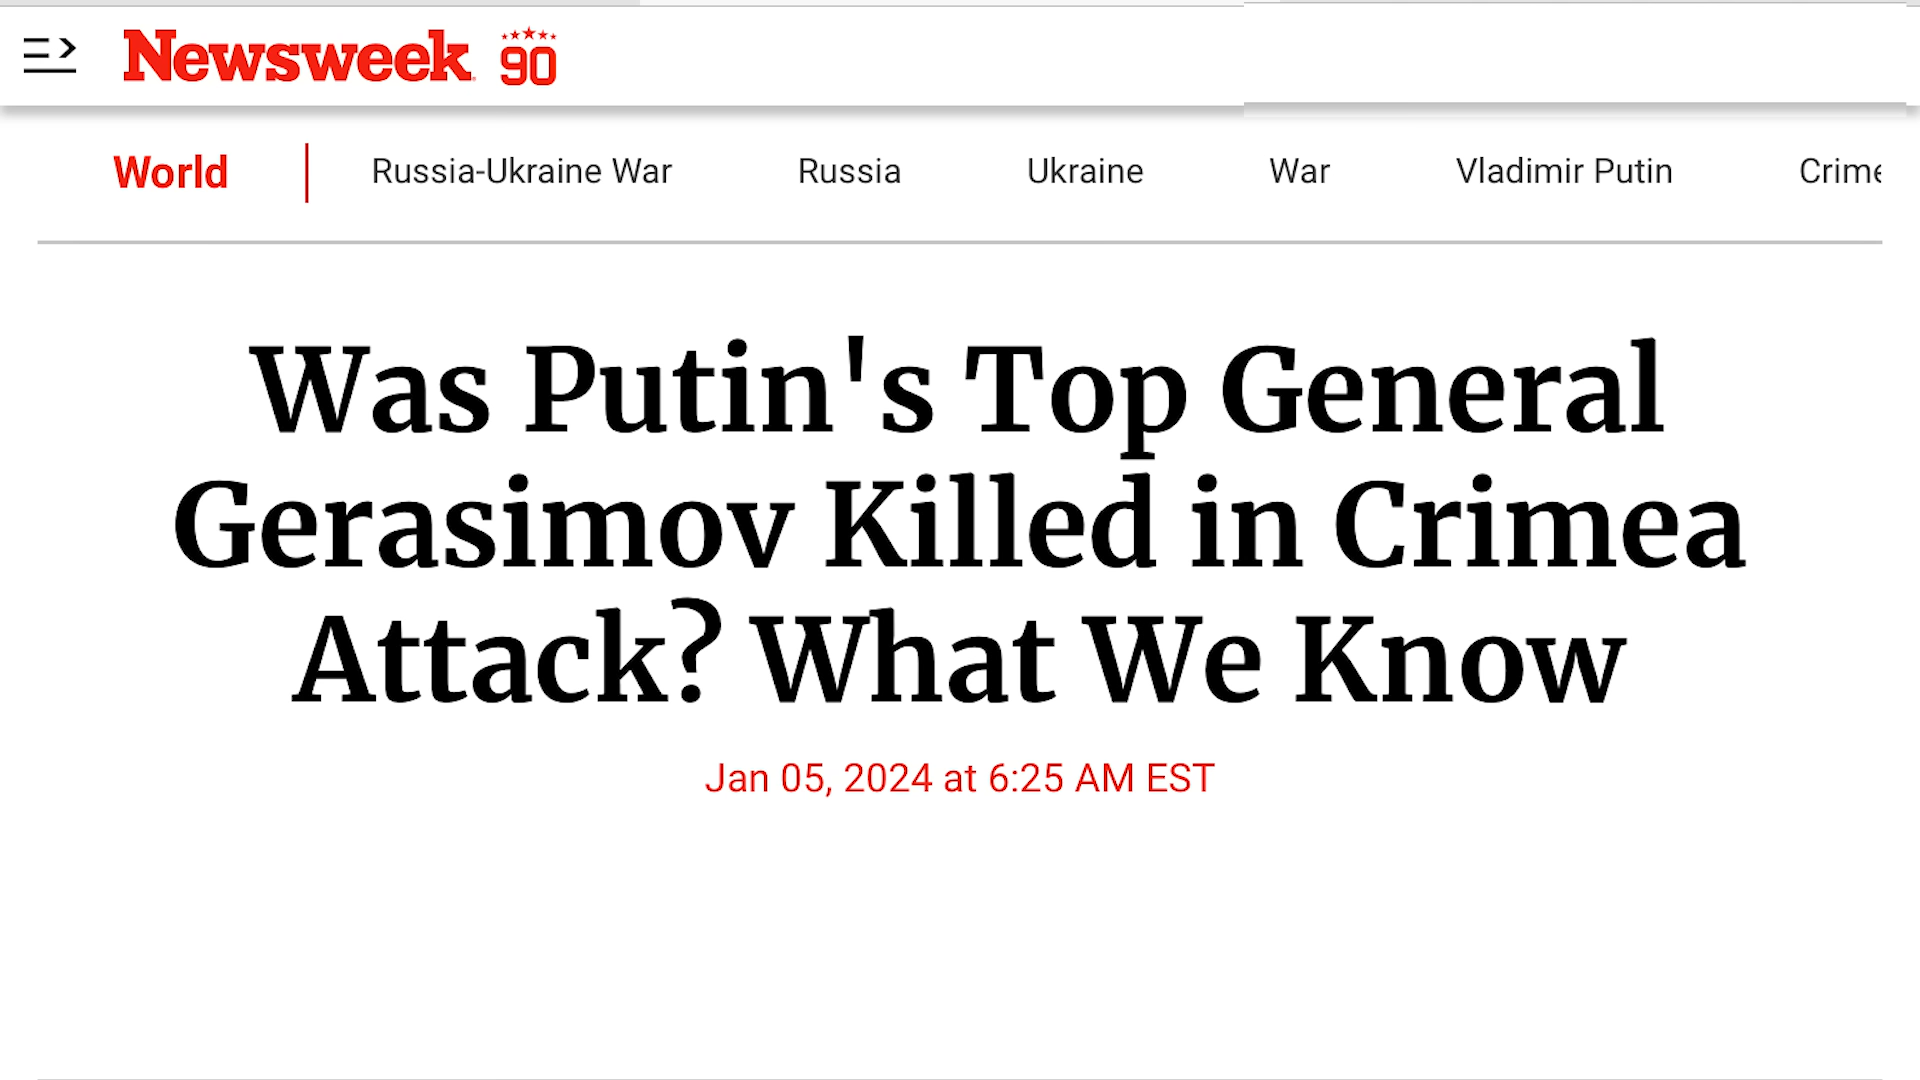 Newsweek 90
World Russia-Ukraine War Russia Ukraine War Vladimir Putin Crime
Was Putin's Top General
Gerasimov Killed in Crimea
Attack? What We Know
Jan 05, 2024 at 6:25 AM EST